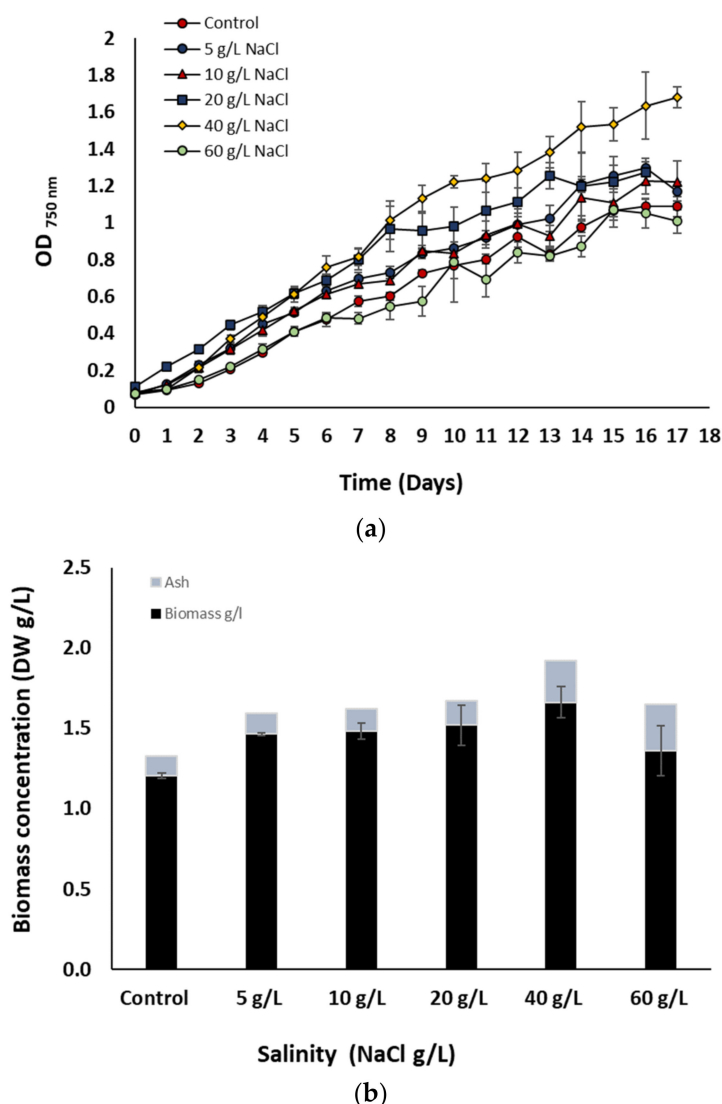 Control
5 g/L NaCl
10 g/L NaCl
20 g/L NaCl
40 g/L NaCl
60 g/L NaCl
2
1.8
1.6
1.4
1.2
1
0.8
0.6
0.4
0.2
0
OD 750 nm
0 1 2 3 4 5 6 7 8 9 10 11 12 13 14 15 16 17 18
Time (Days)
(a)
Ash
Biomass g/l
2.5
2.0
1.5
1.0
0.5
0.0
Biomass concentration (DW g/L)
Control 5 g/L 10 g/L 20 g/L 40 g/L 60 g/L
Salinity (NaCl g/L)
(b)